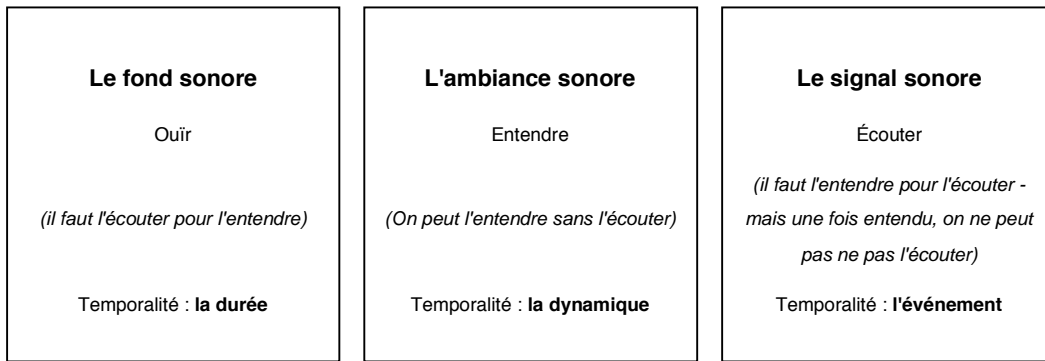 Le fond sonore
Ouïr
(il faut l'écouter pour l'entendre)
Temporalité : la durée
L'ambiance sonore
Entendre
(On peut l'entendre sans l'écouter)
Temporalité : la dynamique
Le signal sonore
Écouter
(il faut l'entendre pour l'écouter -
mais une fois entendu, on ne peut
pas ne pas l'écouter)
Temporalité : l'événement